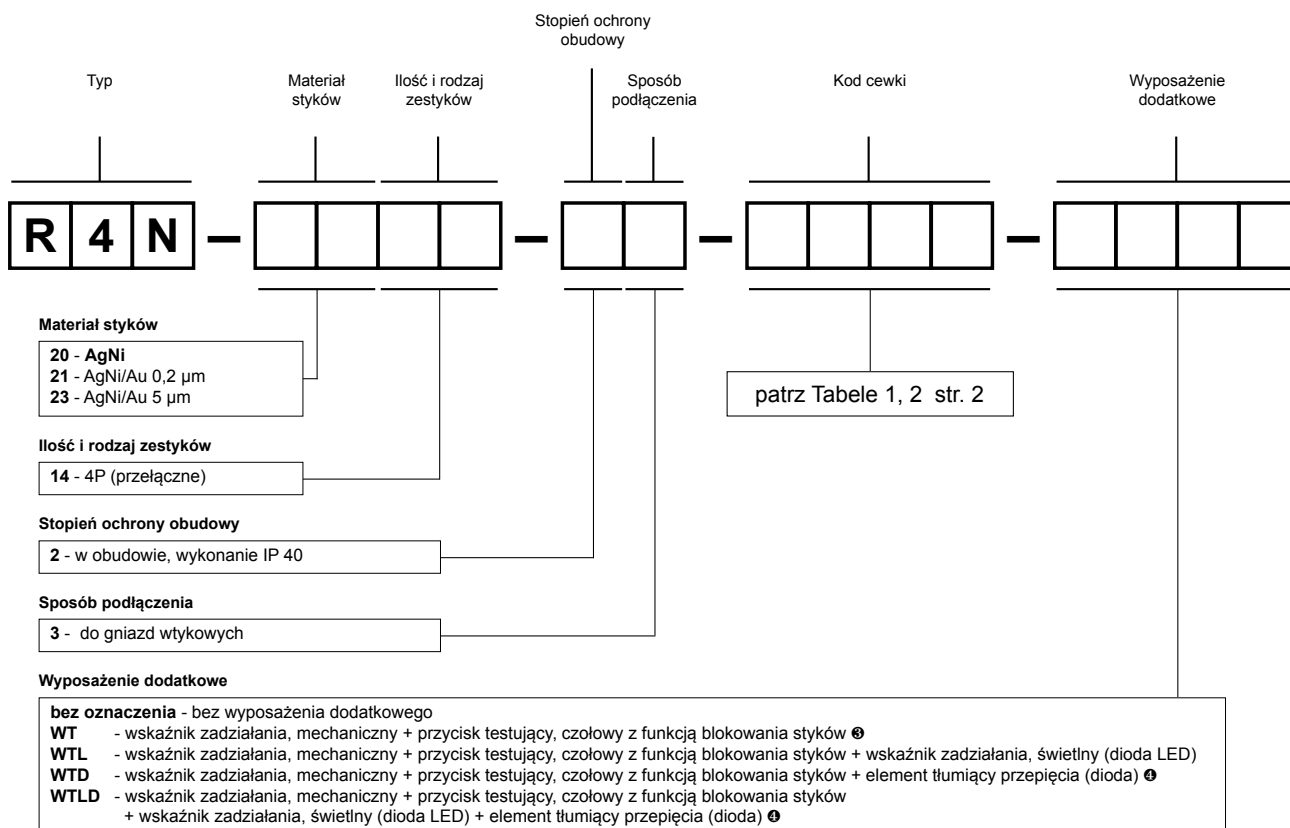 Stopień ochrony
obudowy
Typ
Materiał
styków
Ilość i rodzaj
zestyków
Sposób
podłączenia
Kod cewki
Wyposażenie
dodatkowe
R 4 N – – – –
Materiał styków
20 - AgNi
21 - AgNi/Au 0,2 µm
23 - AgNi/Au 5 µm
patrz Tabele 1, 2 str. 2
Ilość i rodzaj zestyków
14 - 4P (przełączne)
Stopień ochrony obudowy
2 - w obudowie, wykonanie IP 40
Sposób podłączenia
3 - do gniazd wtykowych
Wyposażenie dodatkowe
bez oznaczenia - bez wyposażenia dodatkowego
WT - wskaźnik zadziałania, mechaniczny + przycisk testujący, czołowy z funkcją blokowania styków ❸
WTL - wskaźnik zadziałania, mechaniczny + przycisk testujący, czołowy z funkcją blokowania styków + wskaźnik zadziałania, świetlny (dioda LED)
WTD - wskaźnik zadziałania, mechaniczny + przycisk testujący, czołowy z funkcją blokowania styków + element tłumiący przepięcia (dioda) ❹
WTLD - wskaźnik zadziałania, mechaniczny + przycisk testujący, czołowy z funkcją blokowania styków
+ wskaźnik zadziałania, świetlny (dioda LED) + element tłumiący przepięcia (dioda) ❹